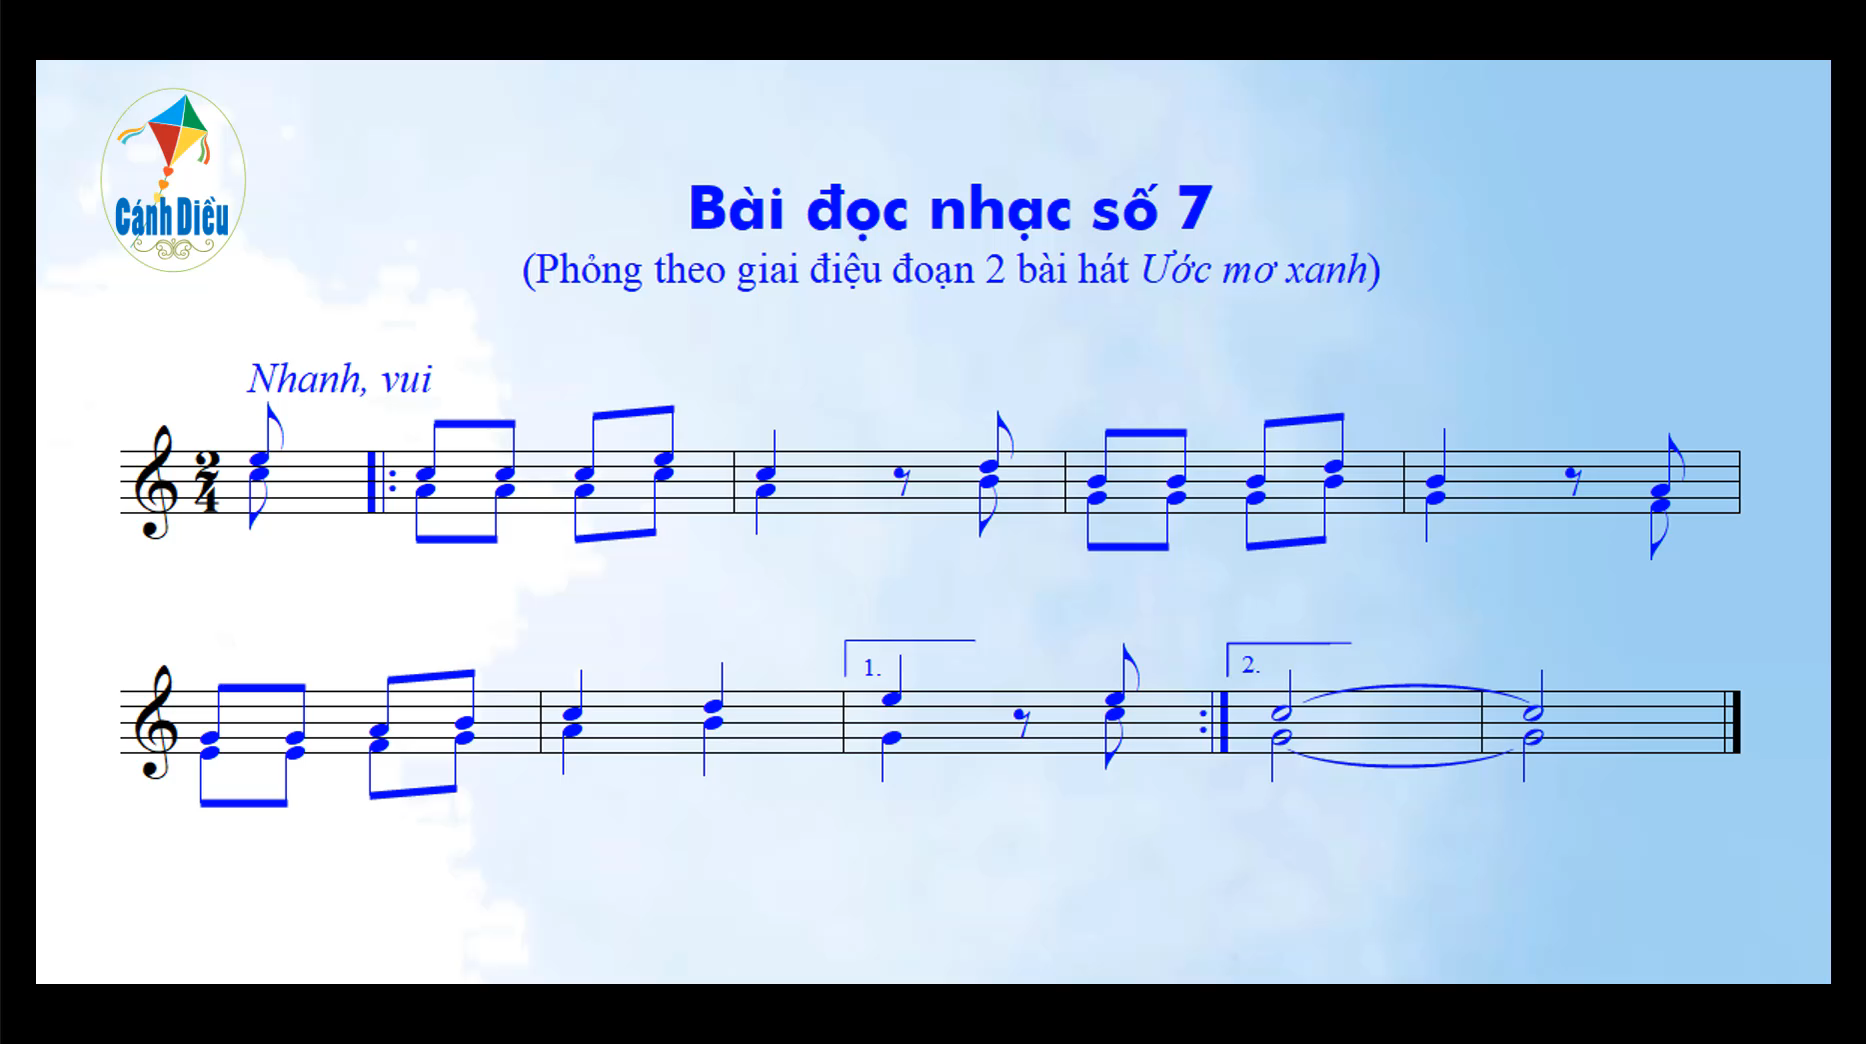 Cánh Diều
Bài đọc nhạc số 7
(Phỏng theo giai điệu đoạn 2 bài hát Ước mơ xanh)
Nhanh, vui
2
4
1.
2.